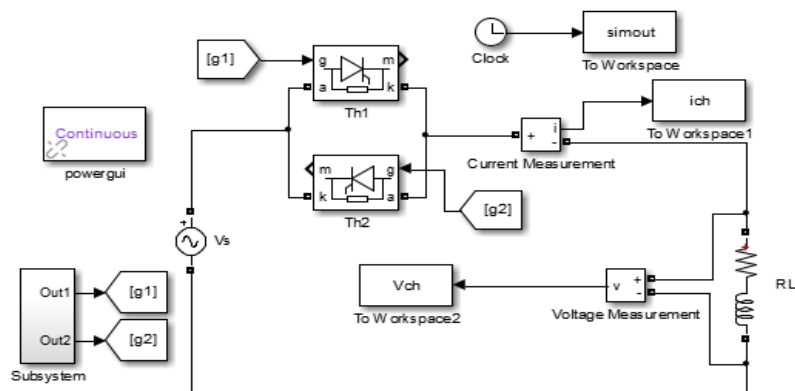 [g1]
g
m
a
k
Th1
Clock
simout
To Workspace
ich
To Workspace1
Continuous
powergui
+
i
-
Current Measurement
m
g
k
a
Th2
[g2]
+
Vs
Out1
[g1]
Out2
[g2]
Subsystem
Vch
To Workspace2
v
+
-
Voltage Measurement
RL